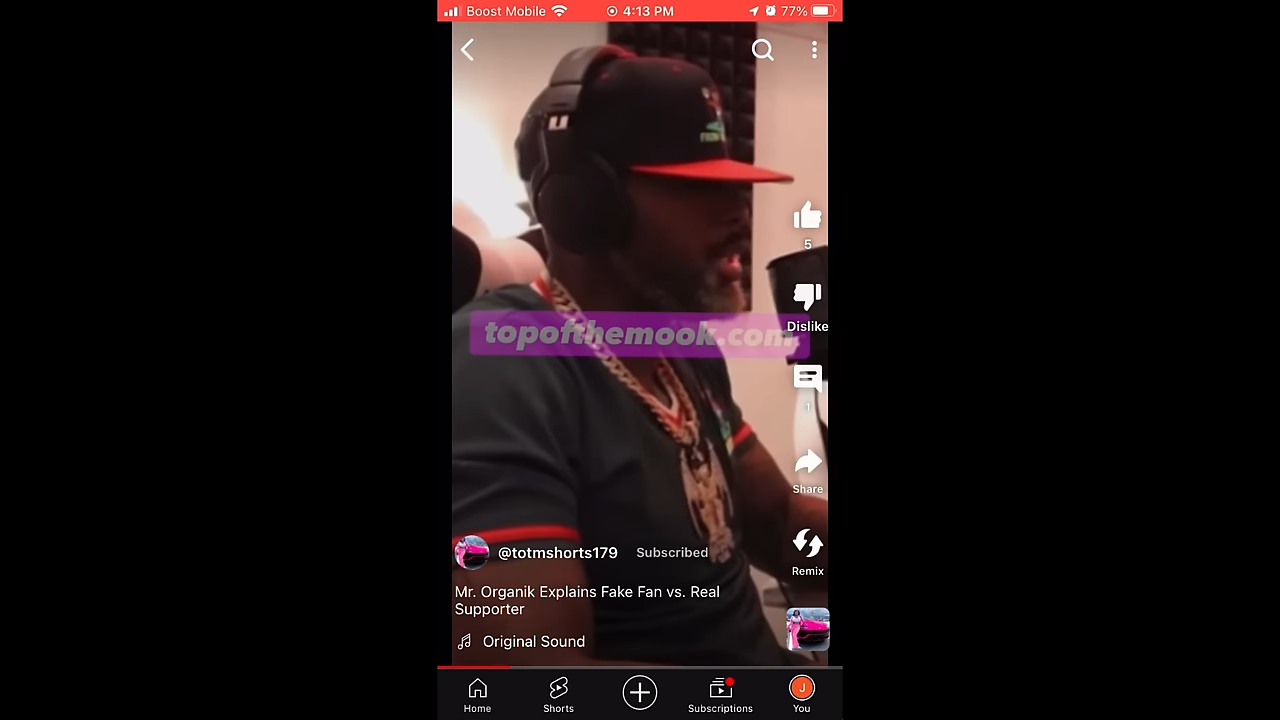 Boost Mobile
4:13 PM
77%
5
topofthemook.com
Dislike
1
Share
@totmshorts179 Subscribed
Remix
Mr. Organik Explains Fake Fan vs. Real
Supporter
Original Sound
Home
Shorts
Subscriptions
J
You